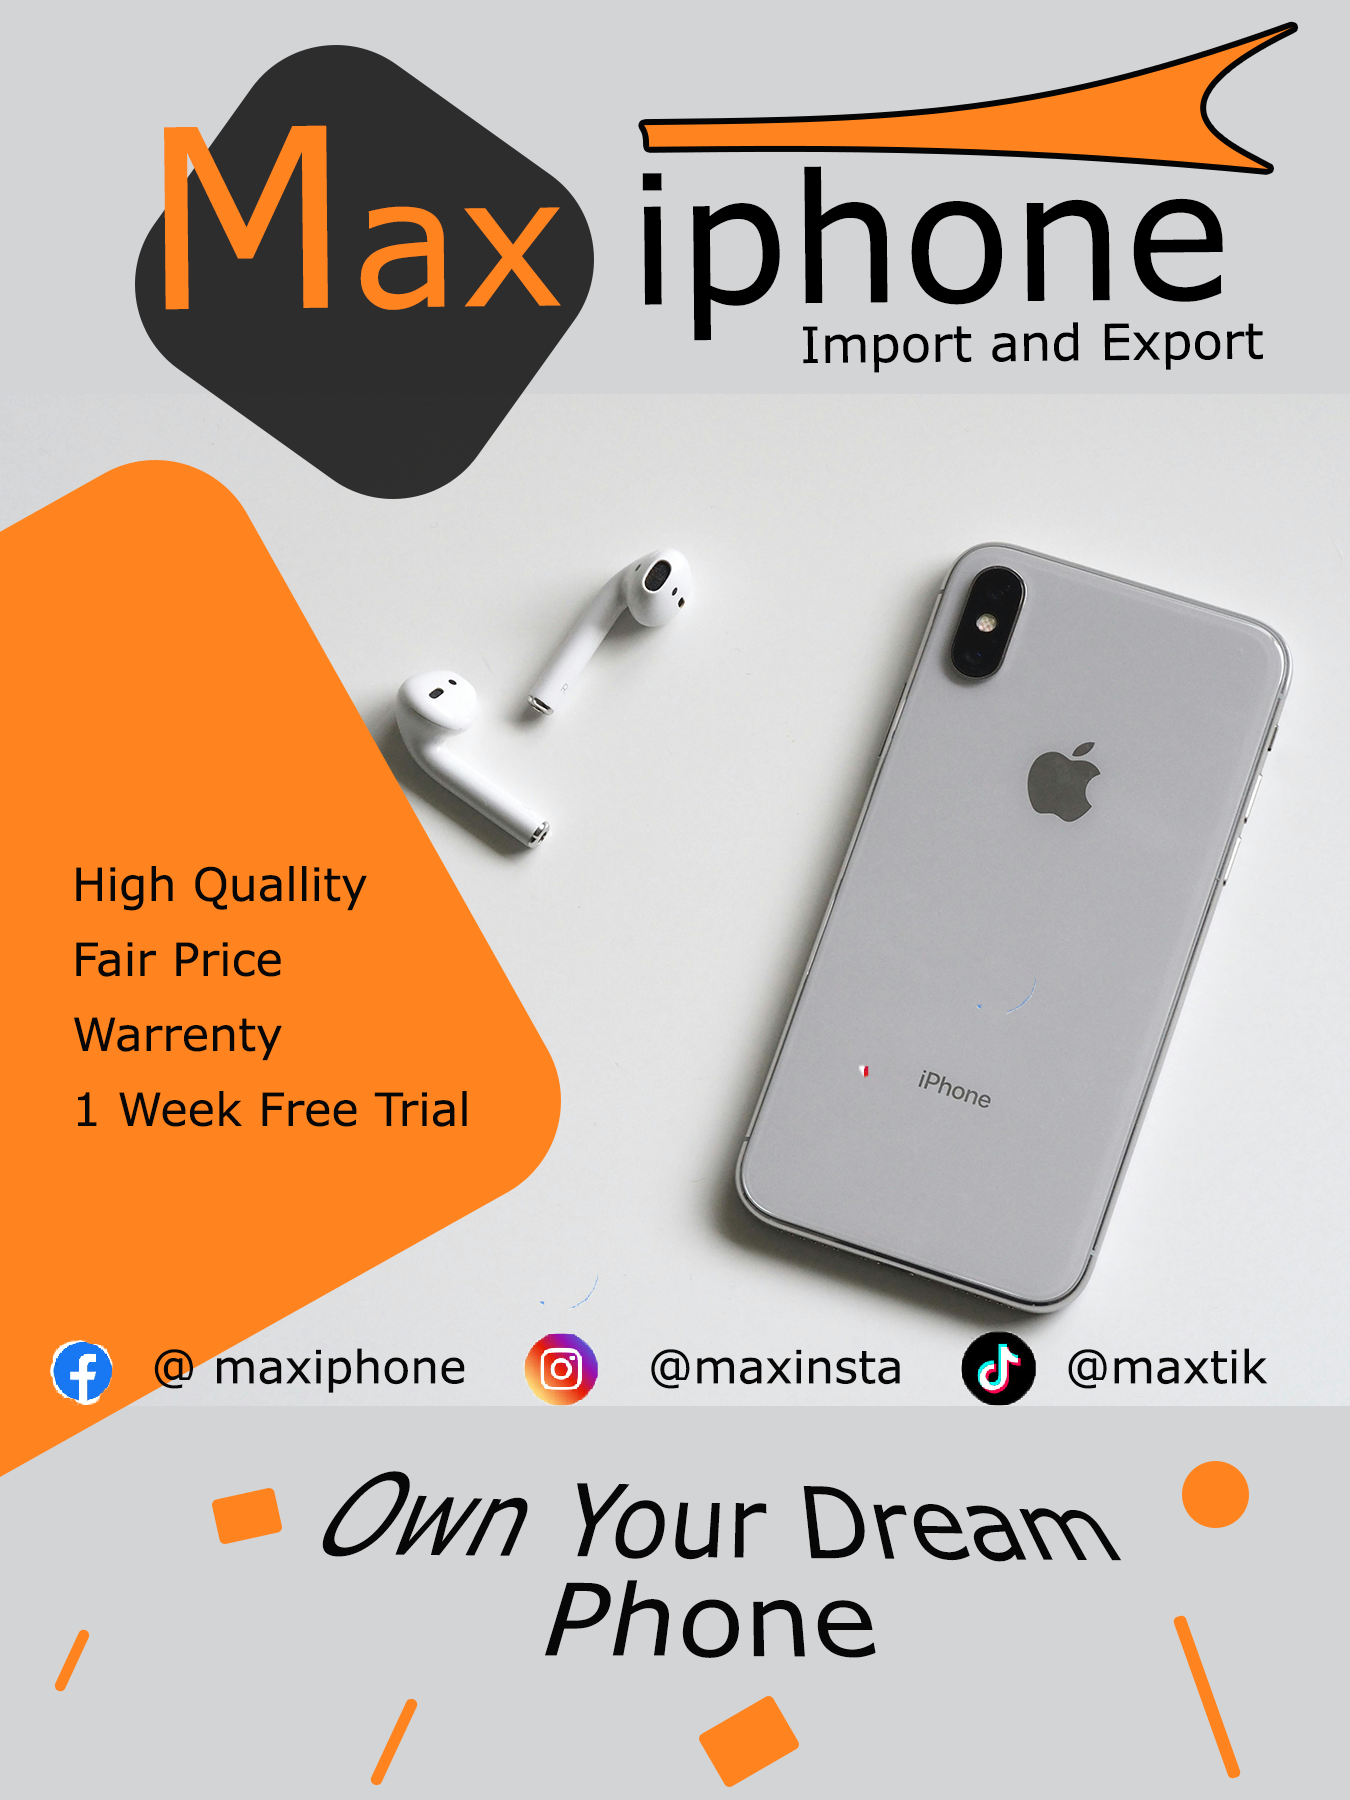 Max iphone
Import and Export
R
High Quallity
Fair Price
Warrenty
1 Week Free Trial
iPhone
@ maxiphone @maxinsta @maxtik
Own Your Dream
Phone